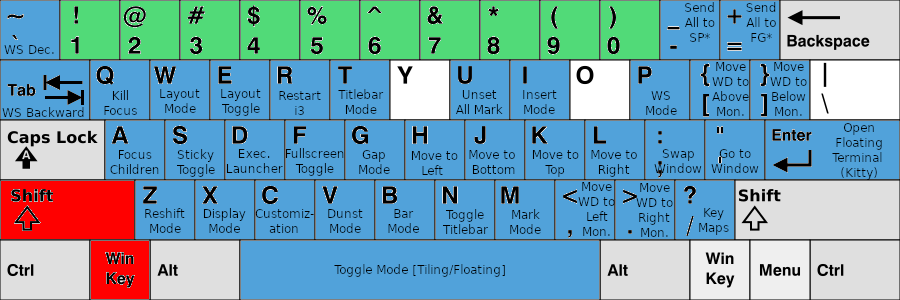 ~ ! @ # $ % ^ & * ( ) _ Send All to SP* + Send All to FG*
` WS Dec. 1 2 3 4 5 6 7 8 9 0 - = Backspace
Tab WS Backward
Q Kill Focus
W Layout Mode
E Layout Toggle
R Restart i3
T Titlebar Mode
Y
U Unset All Mark
I Insert Mode
O
P WS Mode
{ [ Move WD to Above Mon.
} ] Move WD to Below Mon.
| \
Caps Lock A
A Focus Children
S Sticky Toggle
D Exec. Launcher
F Fullscreen Toggle
G Gap Mode
H Move to Left
J Move to Bottom
K Move to Top
L Move to Right
: ; Swap Window
" ' Go to Window
Enter Open Floating Terminal (Kitty)
Shift
Z Reshift Mode
X Display Mode
C Customiz-ation
V Dunst Mode
B Bar Mode
N Toggle Titlebar
M Mark Mode
< , Move WD to Left Mon.
> . Move WD to Right Mon.
? / Key Maps
Shift
Ctrl
Win Key
Alt
Toggle Mode [Tiling/Floating]
Alt
Win Key
Menu
Ctrl